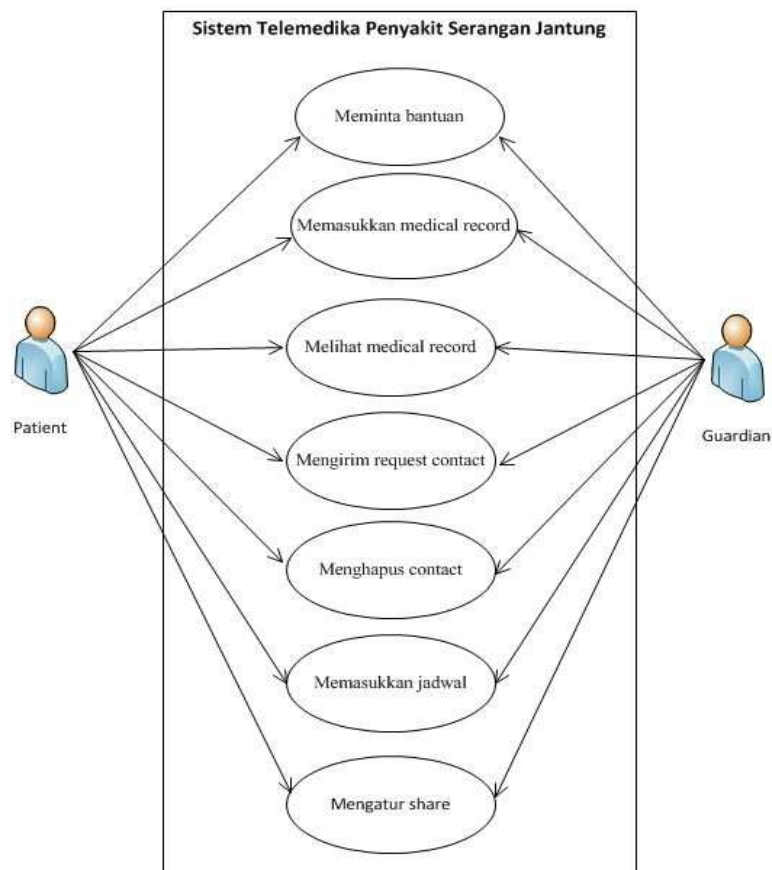 Sistem Telemedika Penyakit Serangan Jantung
Meminta bantuan
Memasukkan medical record
Melihat medical record
Patient
Guardian
Mengirim request contact
Menghapus contact
Memasukkan jadwal
Mengatur share